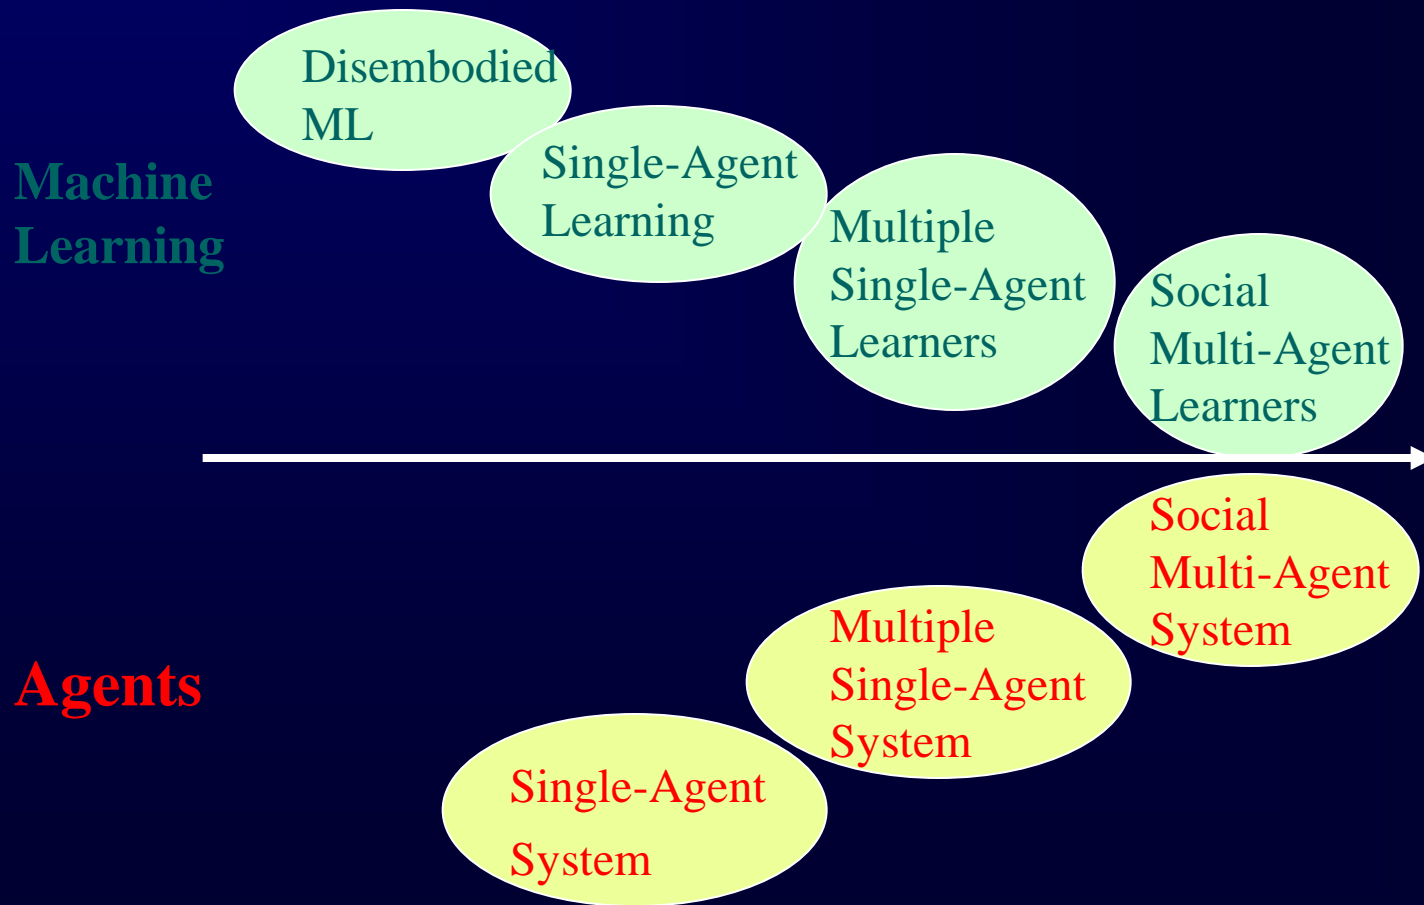 Disembodied
ML
Machine
Learning
Single-Agent
Learning
Multiple
Single-Agent
Learners
Social
Multi-Agent
Learners
Agents
Single-Agent
System
Multiple
Single-Agent
System
Social
Multi-Agent
System